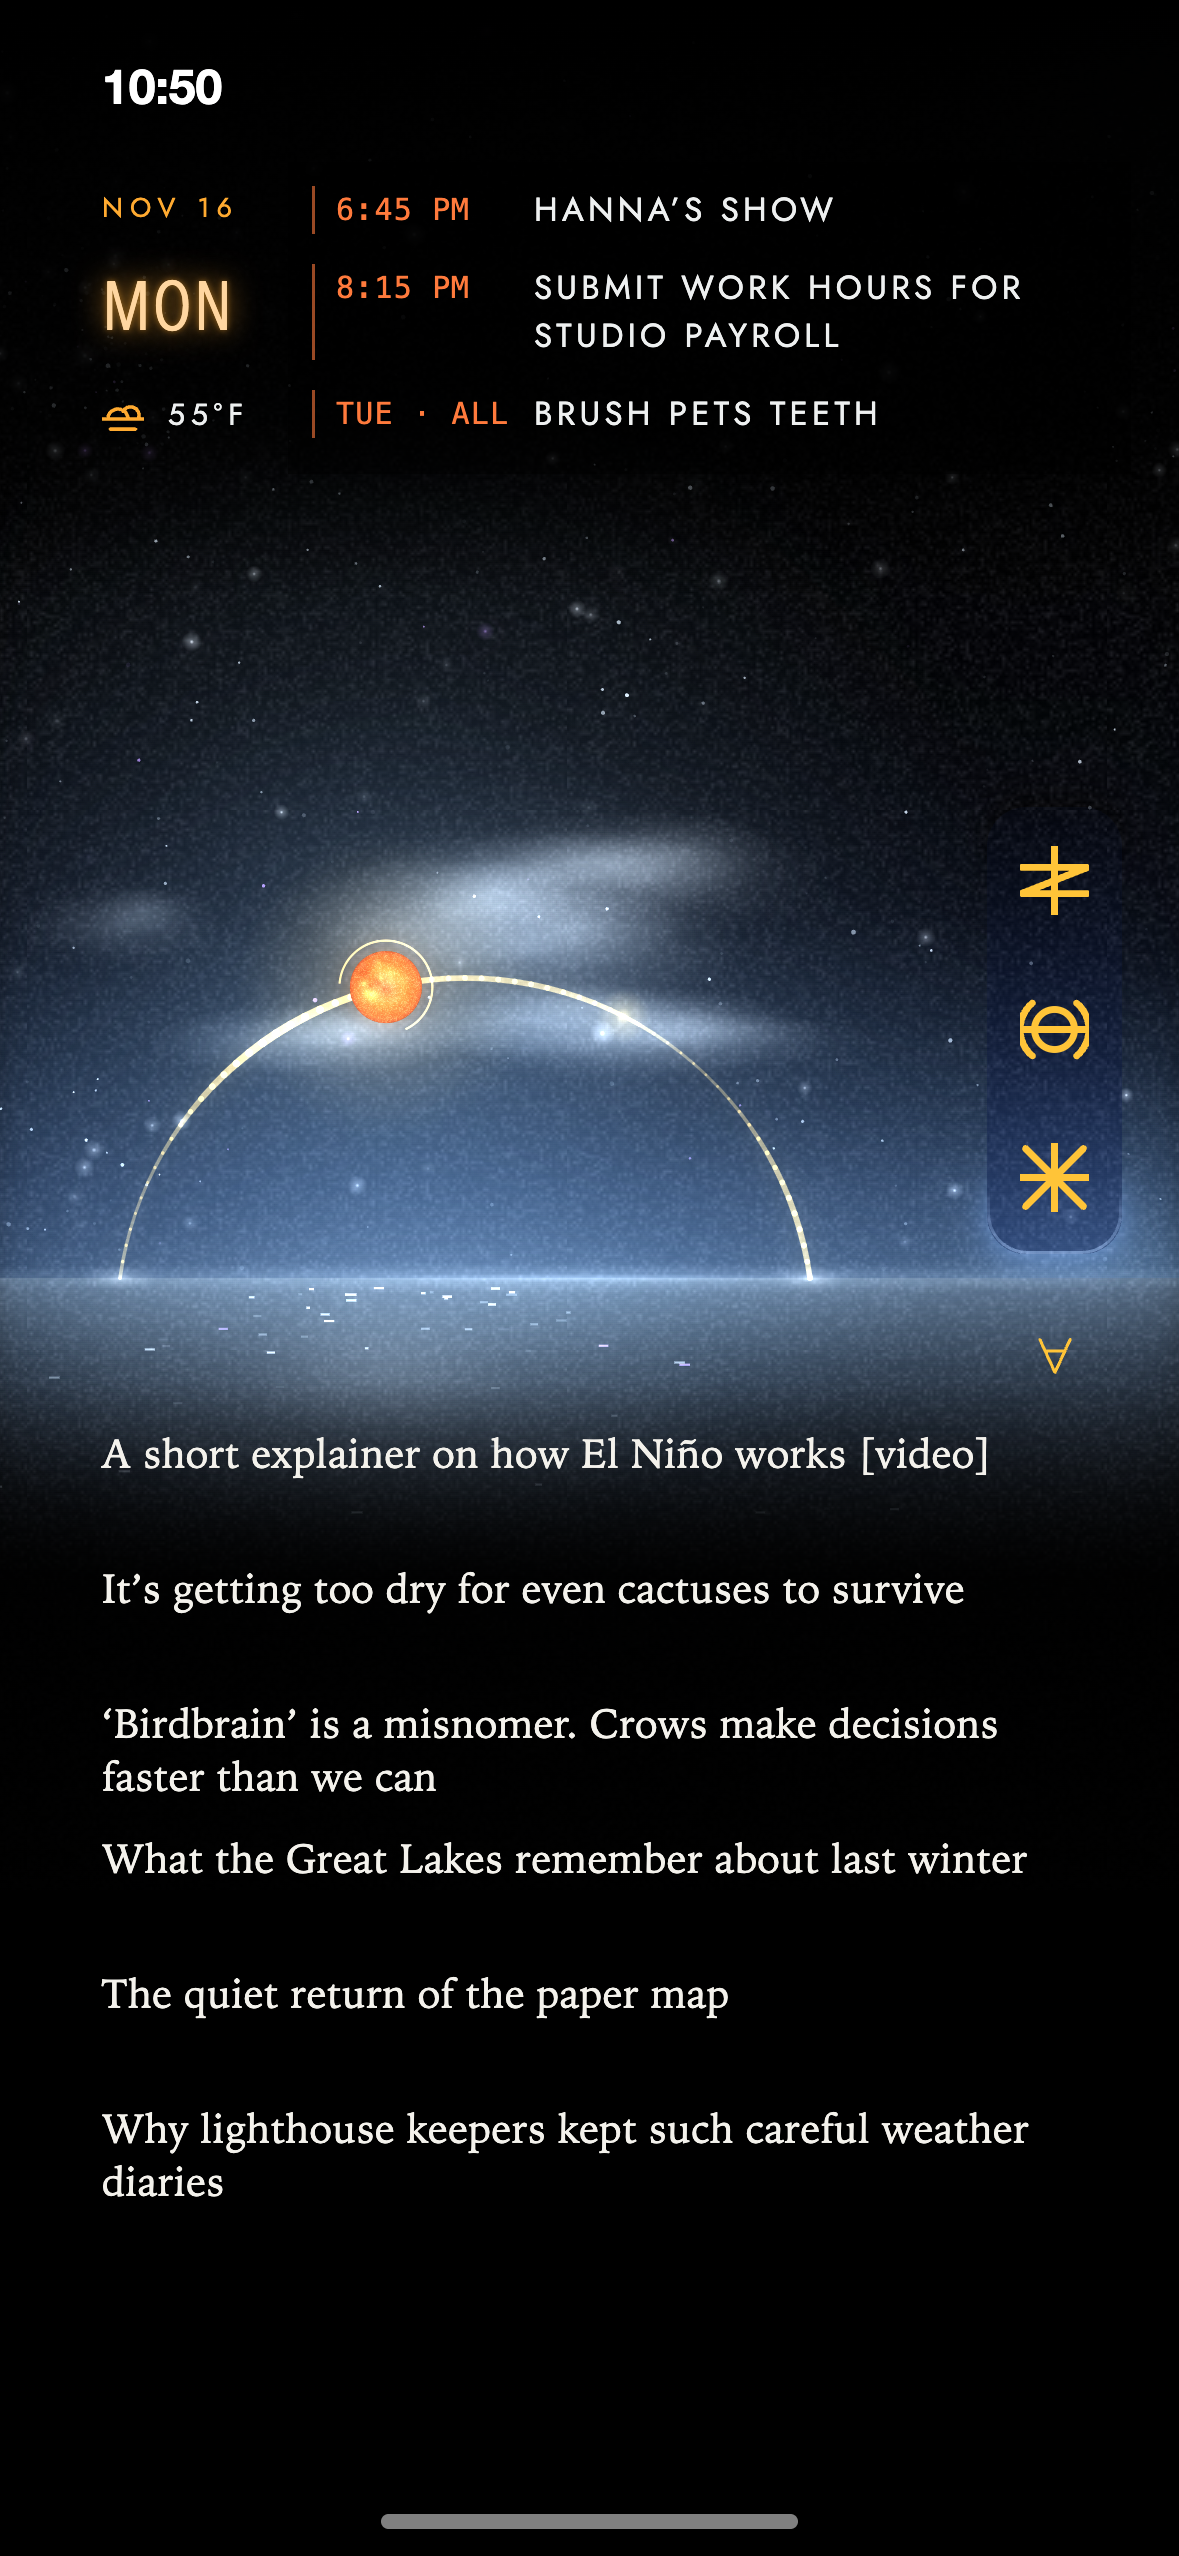 10:50
NOV 16
MON
55°F
6:45 PM HANNA’S SHOW
8:15 PM SUBMIT WORK HOURS FOR
STUDIO PAYROLL
TUE · ALL BRUSH PETS TEETH
A short explainer on how El Niño works [video]
It’s getting too dry for even cactuses to survive
‘Birdbrain’ is a misnomer. Crows make decisions
faster than we can
What the Great Lakes remember about last winter
The quiet return of the paper map
Why lighthouse keepers kept such careful weather
diaries